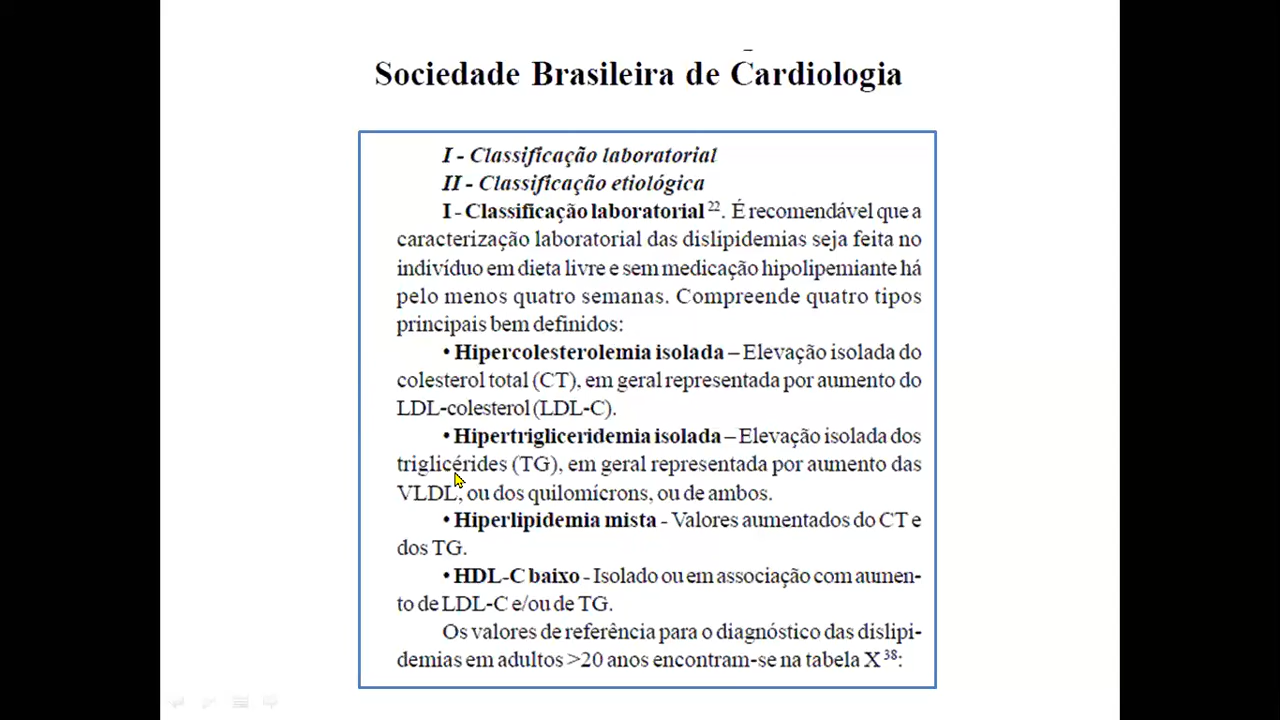 Sociedade Brasileira de Cardiologia
I - Classificação laboratorial
II - Classificação etiológica
I - Classificação laboratorial 22. É recomendável que a
caracterização laboratorial das dislipidemias seja feita no
indivíduo em dieta livre e sem medicação hipolipemiante há
pelo menos quatro semanas. Compreende quatro tipos
principais bem definidos:
• Hipercolesterolemia isolada – Elevação isolada do
colesterol total (CT), em geral representada por aumento do
LDL-colesterol (LDL-C).
• Hipertrigliceridemia isolada – Elevação isolada dos
triglicérides (TG), em geral representada por aumento das
VLDL, ou dos quilomícrons, ou de ambos.
• Hiperlipidemia mista - Valores aumentados do CT e
dos TG.
• HDL-C baixo - Isolado ou em associação com aumen-
to de LDL-C e/ou de TG.
Os valores de referência para o diagnóstico das dislipi-
demias em adultos >20 anos encontram-se na tabela X 38: